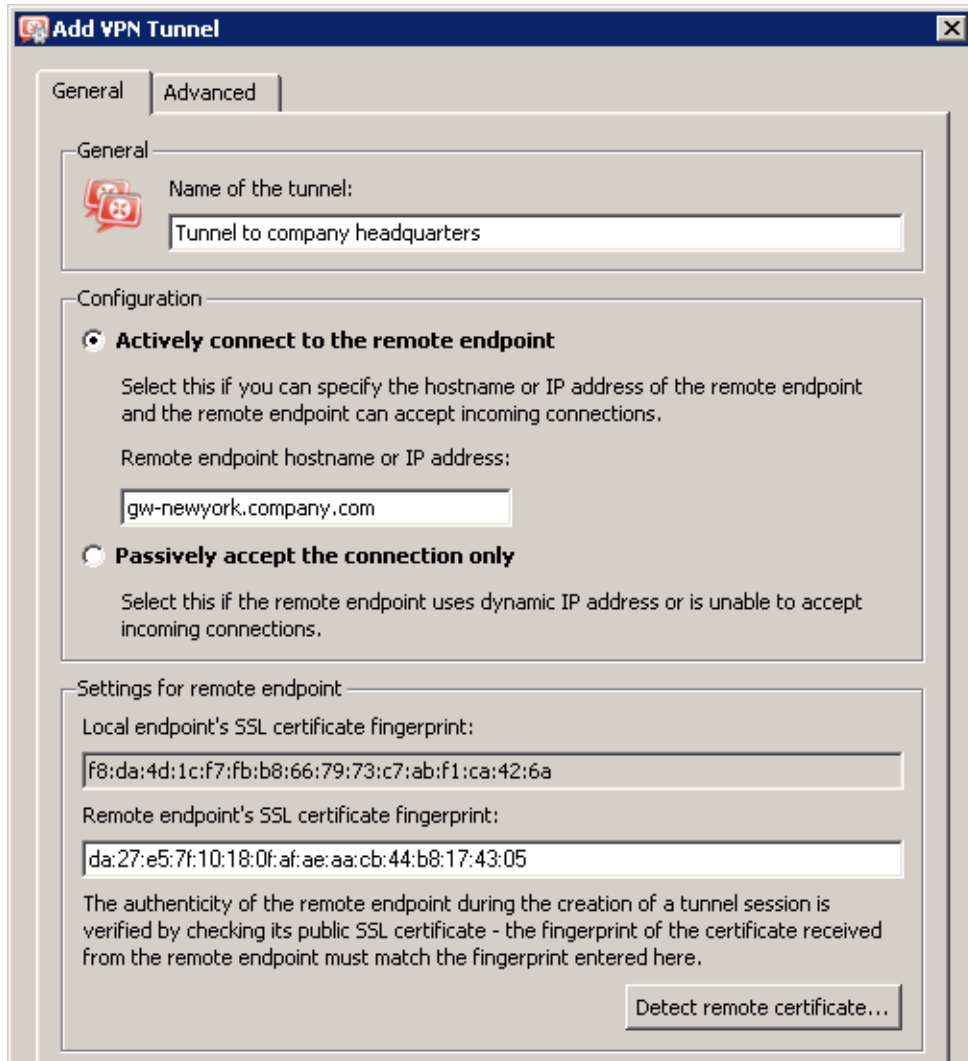 Add VPN Tunnel
General
Advanced
General
Name of the tunnel:
Tunnel to company headquarters
Configuration
Actively connect to the remote endpoint
Select this if you can specify the hostname or IP address of the remote endpoint
and the remote endpoint can accept incoming connections.
Remote endpoint hostname or IP address:
gw-newyork.company.com
Passively accept the connection only
Select this if the remote endpoint uses dynamic IP address or is unable to accept
incoming connections.
Settings for remote endpoint
Local endpoint's SSL certificate fingerprint:
f8:da:4d:1c:f7:fb:b8:66:79:73:c7:ab:f1:ca:42:6a
Remote endpoint's SSL certificate fingerprint:
da:27:e5:7f:10:18:0f:af:ae:aa:cb:44:b8:17:43:05
The authenticity of the remote endpoint during the creation of a tunnel session is
verified by checking its public SSL certificate - the fingerprint of the certificate received
from the remote endpoint must match the fingerprint entered here.
Detect remote certificate...